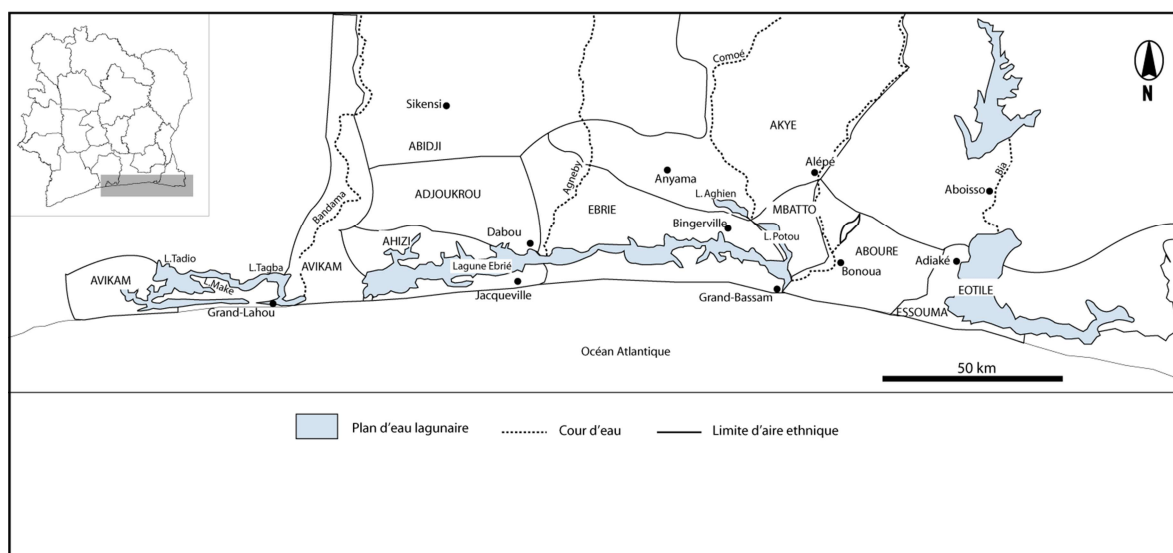 Comoé
N
Sikensi
AKYE
ABIDJI
Alépé
Anyama
Agneby
Bia
Aboisso
ADJOUKROU
L. Aghien
Bandama
EBRIE
MBATTO
Bingerville
AHIZI
Dabou
L.Potou
ABOURE
L.Tadio
L.Tagba
AVIKAM
Lagune Ebrié
Bonoua
Adiaké
AVIKAM
L.Make
Jacqueville
Grand-Bassam
EOTILE
Grand-Lahou
ESSOUMA
Océan Atlantique
50 km
Plan d'eau lagunaire
Cour d'eau
Limite d'aire ethnique